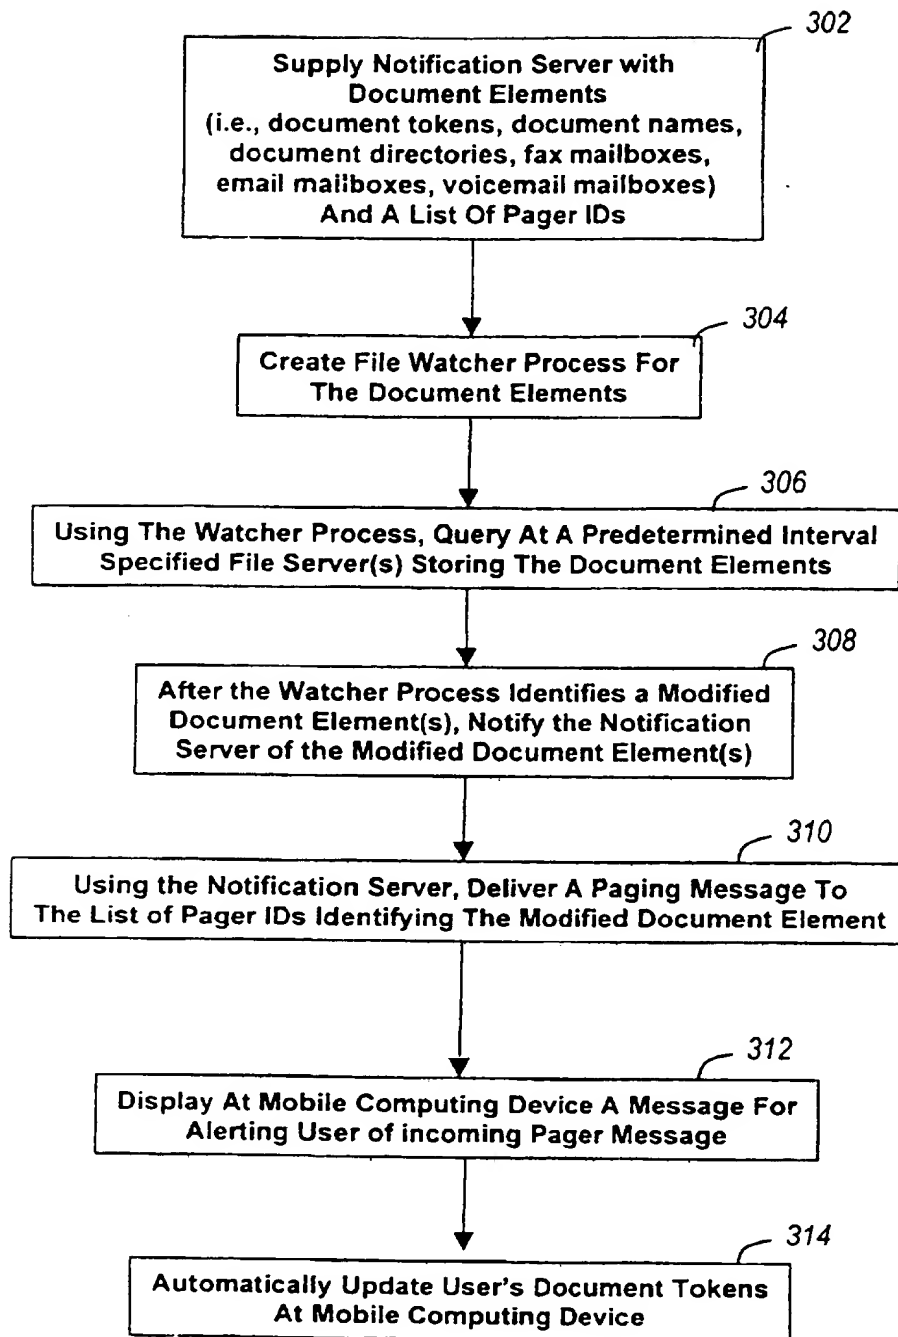 302
Supply Notification Server with
Document Elements
(i.e., document tokens, document names,
document directories, fax mailboxes,
email mailboxes, voicemail mailboxes)
And A List Of Pager IDs
304
Create File Watcher Process For
The Document Elements
306
Using The Watcher Process, Query At A Predetermined Interval
Specified File Server(s) Storing The Document Elements
308
After the Watcher Process Identifies a Modified
Document Element(s), Notify the Notification
Server of the Modified Document Element(s)
310
Using the Notification Server, Deliver A Paging Message To
The List of Pager IDs Identifying The Modified Document Element
312
Display At Mobile Computing Device A Message For
Alerting User of incoming Pager Message
314
Automatically Update User's Document Tokens
At Mobile Computing Device